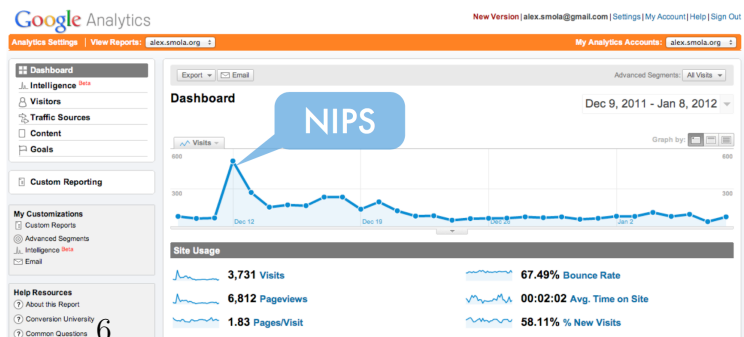 Google Analytics
New Version | alex.smola@gmail.com | Settings | My Account | Help | Sign Out
Analytics Settings | View Reports: alex.smola.org
My Analytics Accounts: alex.smola.org
Dashboard
Intelligence Beta
Visitors
Traffic Sources
Content
Goals
Custom Reporting
My Customizations
Custom Reports
Advanced Segments
Intelligence Beta
Email
Help Resources
? About this Report
? Conversion University
? Common Questions
6
Export Email
Advanced Segments: All Visits
Dashboard
Dec 9, 2011 - Jan 8, 2012
NIPS
Visits
Graph by:
600 600
300 300
Dec 12 Dec 19 Dec 26 Jan 2
Site Usage
3,731 Visits
67.49% Bounce Rate
6,812 Pageviews
00:02:02 Avg. Time on Site
1.83 Pages/Visit
58.11% % New Visits